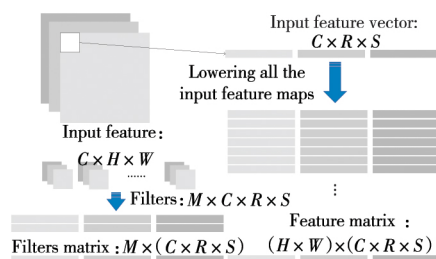 Input feature vector:
C×R×S
Lowering all the
input feature maps
Input feature:
C×H×W
......
Filters: M×C×R×S
⋮
Feature matrix :
Filters matrix : M×(C×R×S)
(H×W)×(C×R×S)